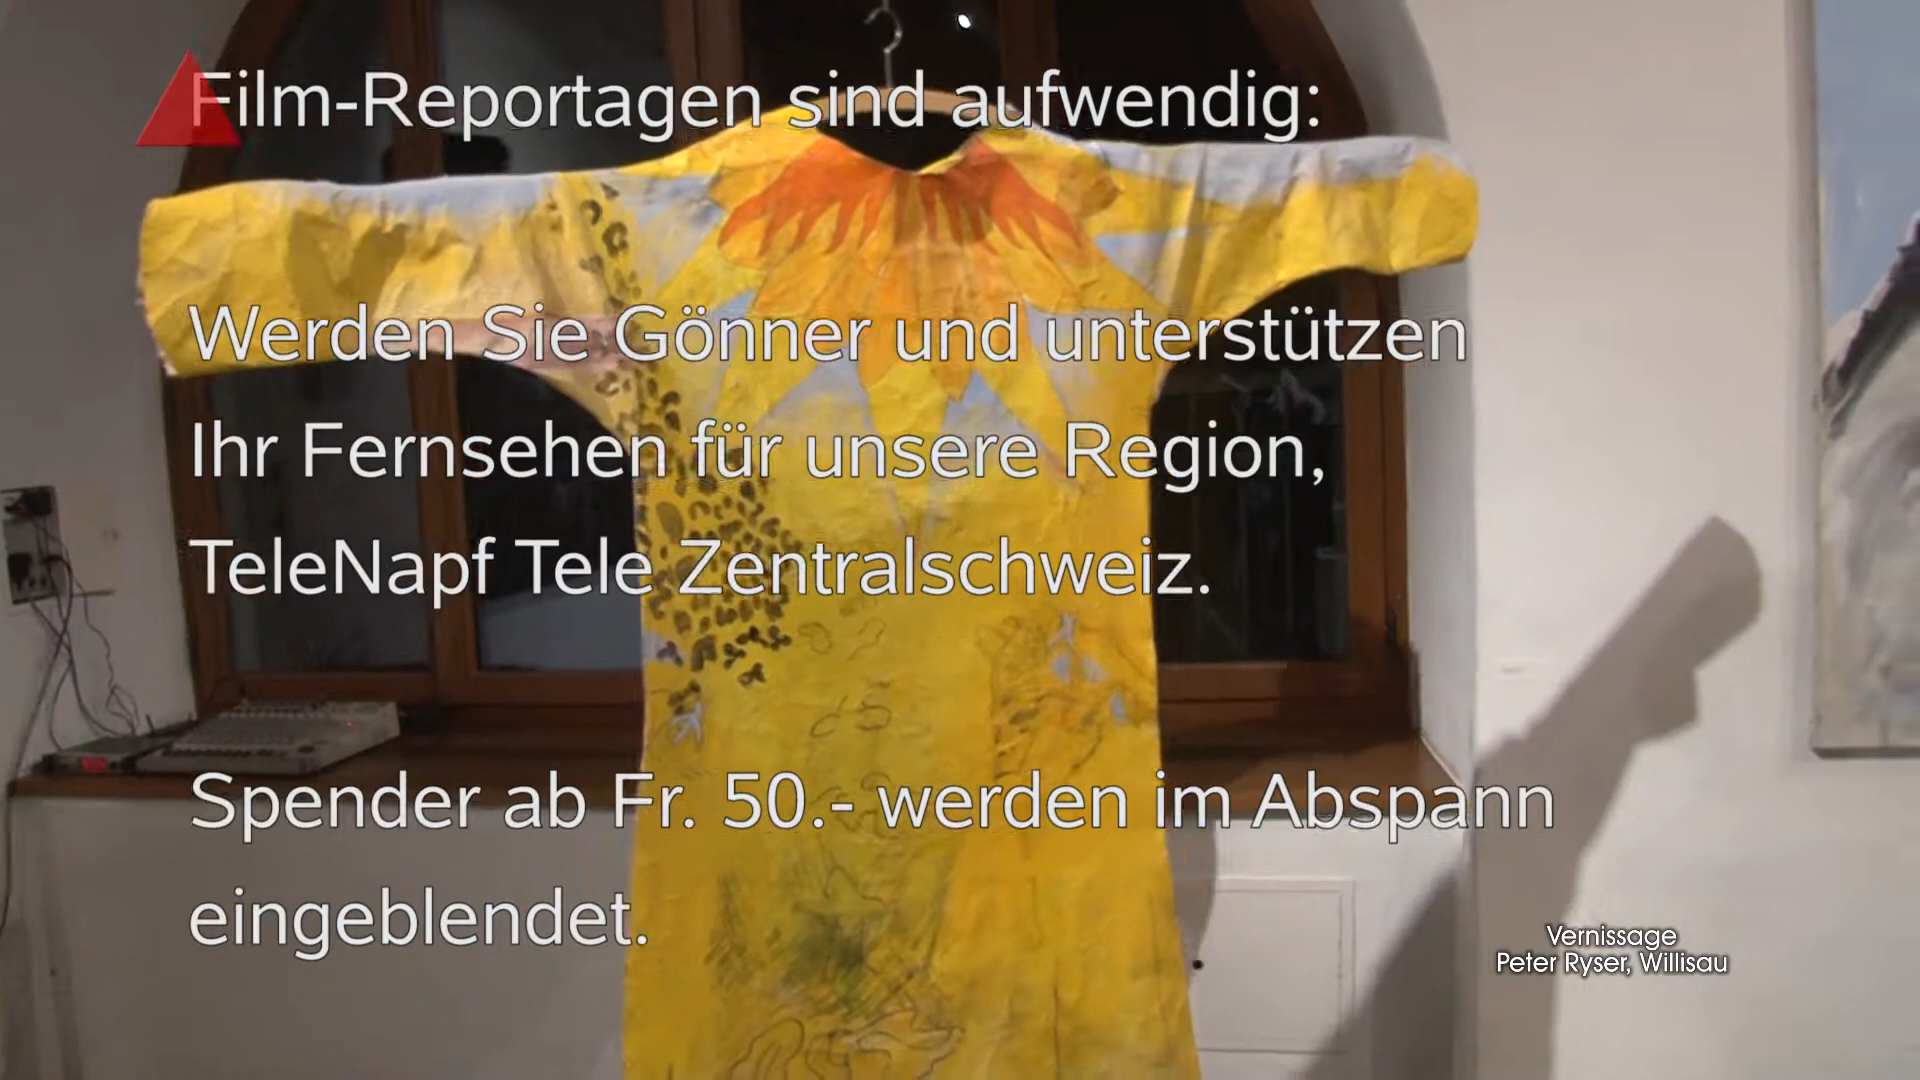 Film-Reportagen sind aufwendig:
Werden Sie Gönner und unterstützen
Ihr Fernsehen für unsere Region,
TeleNapf Tele Zentralschweiz.
Spender ab Fr. 50.- werden im Abspann
eingeblendet.
Vernissage
Peter Ryser, Willisau